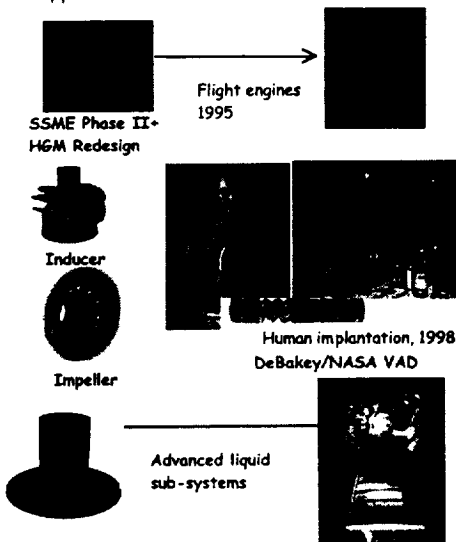 Flight engines
1995
SSME Phase II+
HGM Redesign
Inducer
Impeller
Human implantation, 1998
DeBakey/NASA VAD
Advanced liquid
sub-systems